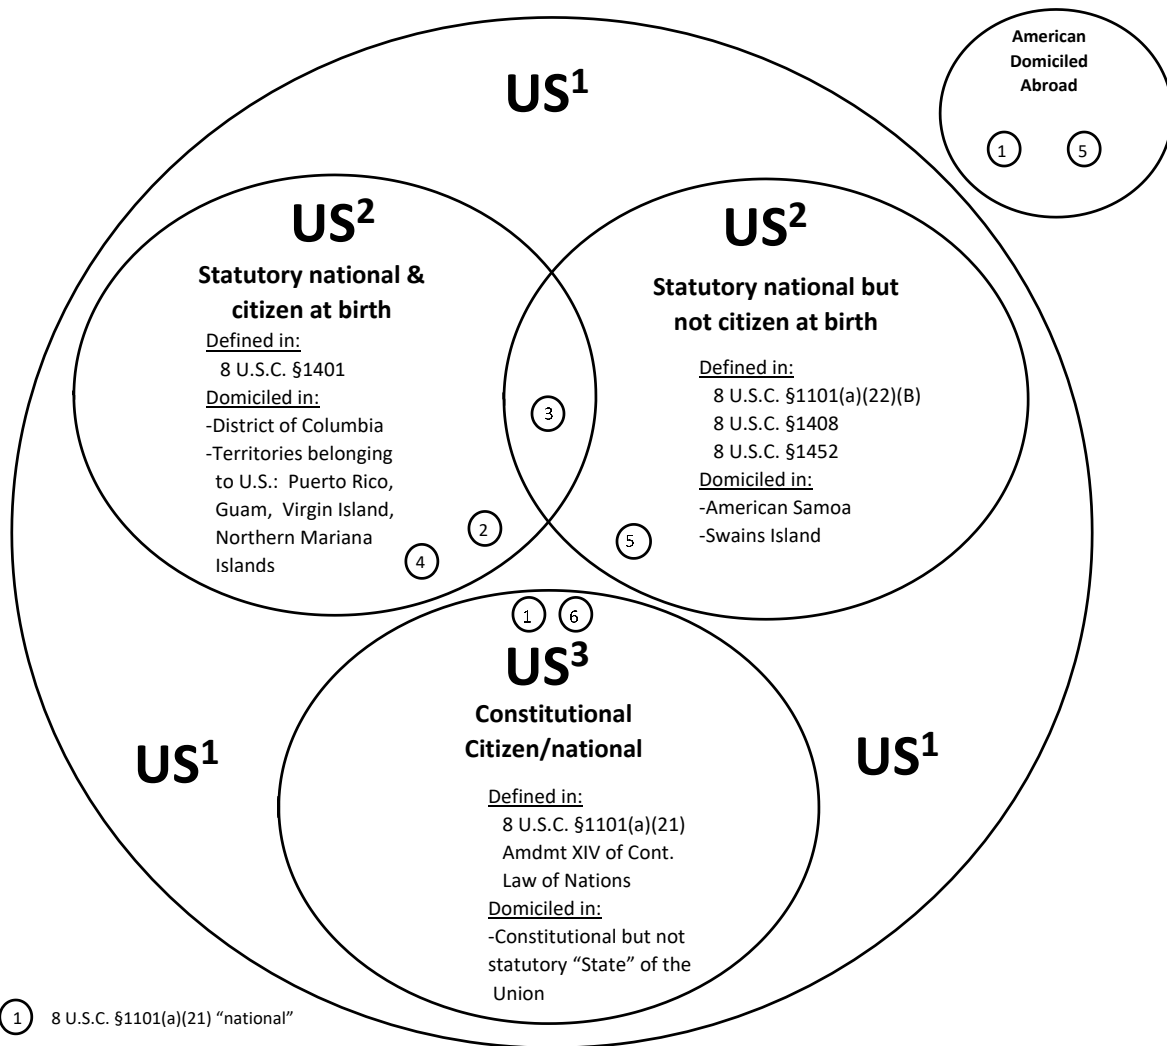 American
Domiciled
Abroad
1 5
US1
US2
Statutory national &
citizen at birth
Defined in:
8 U.S.C. §1401
Domiciled in:
-District of Columbia
-Territories belonging
to U.S.: Puerto Rico,
Guam, Virgin Island,
Northern Mariana
Islands
4
2
3
US2
Statutory national but
not citizen at birth
Defined in:
8 U.S.C. §1101(a)(22)(B)
8 U.S.C. §1408
8 U.S.C. §1452
Domiciled in:
-American Samoa
-Swains Island
5
1 6
US3
Constitutional
Citizen/national
Defined in:
8 U.S.C. §1101(a)(21)
Amdmt XIV of Cont.
Law of Nations
Domiciled in:
-Constitutional but not
statutory “State” of the
Union
US1
US1
1 8 U.S.C. §1101(a)(21) “national”